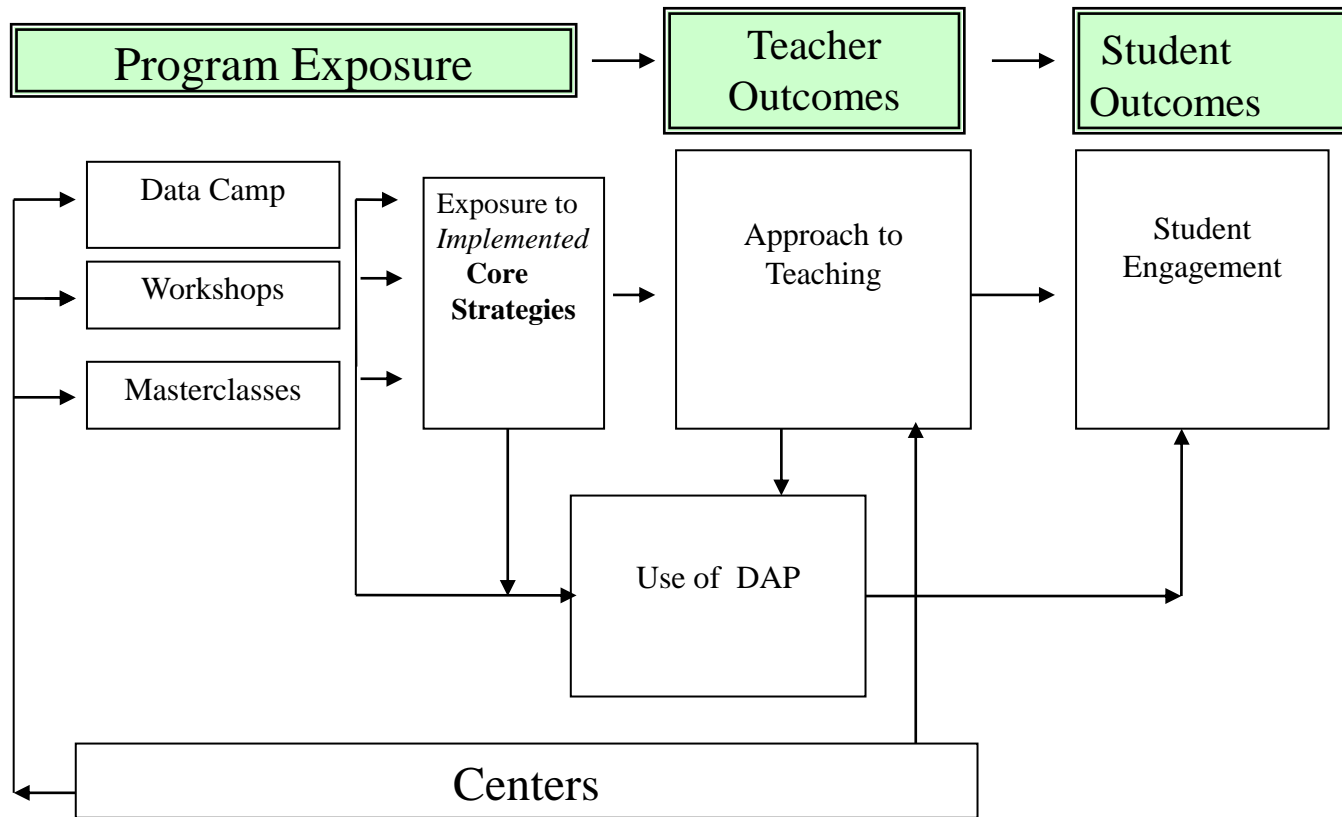 Program Exposure
Teacher
Outcomes
Student
Outcomes
Data Camp
Workshops
Masterclasses
Exposure to
Implemented
Core
Strategies
Approach to
Teaching
Student
Engagement
Use of DAP
Centers